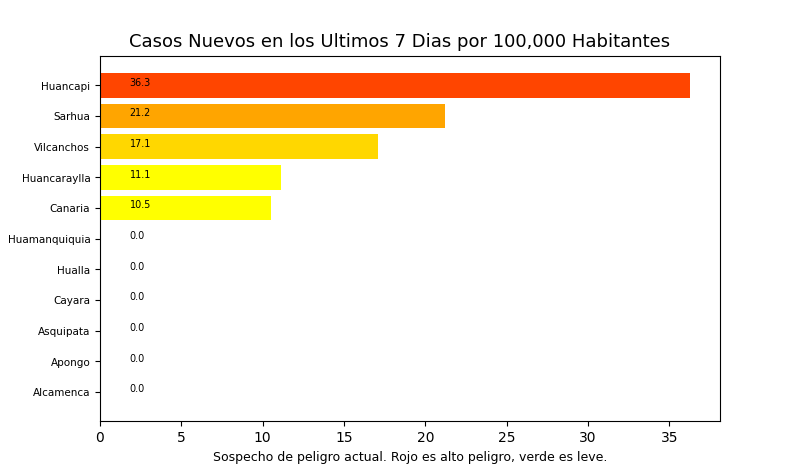 Casos Nuevos en los Ultimos 7 Dias por 100,000 Habitantes
Huancapi 36.3
Sarhua 21.2
Vilcanchos 17.1
Huancaraylla 11.1
Canaria 10.5
Huamanquiquia 0.0
Hualla 0.0
Cayara 0.0
Asquipata 0.0
Apongo 0.0
Alcamenca 0.0
0 5 10 15 20 25 30 35
Sospecho de peligro actual. Rojo es alto peligro, verde es leve.